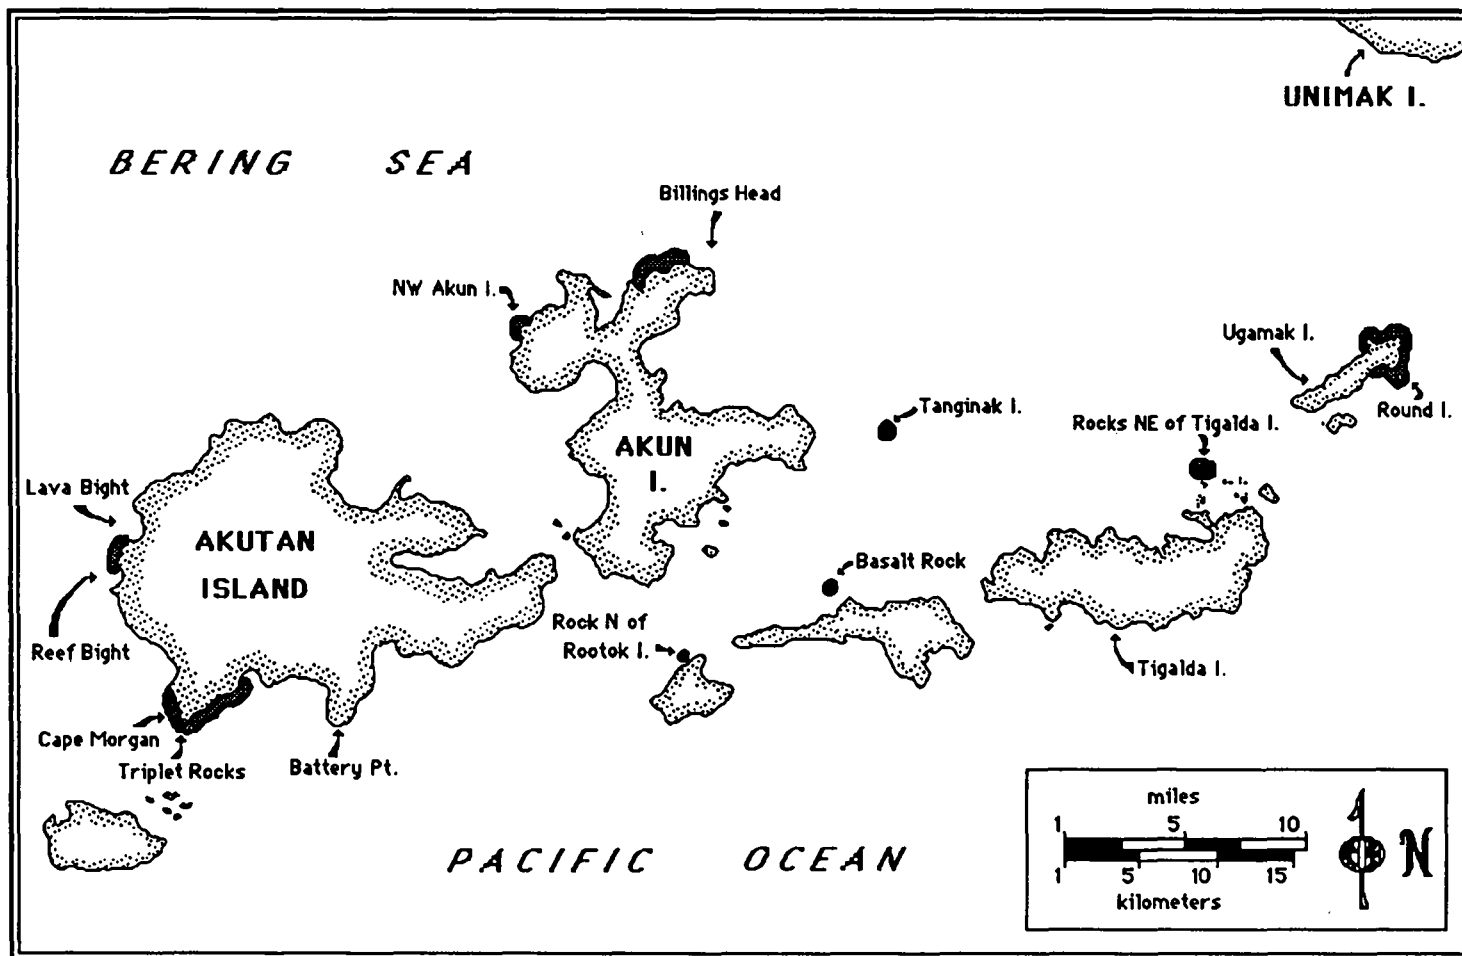 UNIMAK I.
BERING SEA
Billings Head
NW Akun I.
Ugamak I.
Round I.
Tanginak I.
Rocks NE of Tigalda I.
AKUN
I.
Lava Bight
AKUTAN
ISLAND
Basalt Rock
Rock N of
Rootok I.
Reef Bight
Tigalda I.
Cape Morgan
Triplet Rocks
Battery Pt.
miles
1 5 10
1 5 10 15
kilometers
N
PACIFIC OCEAN